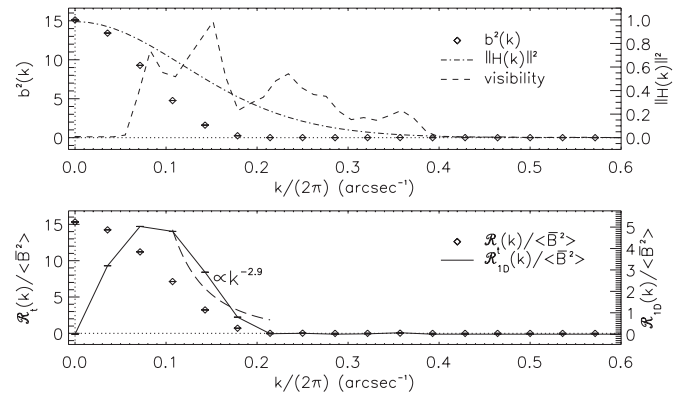 15
10
5
0
b²(k)
1.0
0.8
0.6
0.4
0.2
0.0
||H(k)||²
b²(k)
||H(k)||²
visibility
0.0 0.1 0.2 0.3 0.4 0.5 0.6
k/(2π) (arcsec⁻¹)
15
10
5
0
ℛt(k)/<B̅²>
5
4
3
2
1
0
ℛ1D(k)/<B̅²>
ℛt(k)/<B̅²>
ℛ1D(k)/<B̅²>
∝k⁻²·⁹
0.0 0.1 0.2 0.3 0.4 0.5 0.6
k/(2π) (arcsec⁻¹)